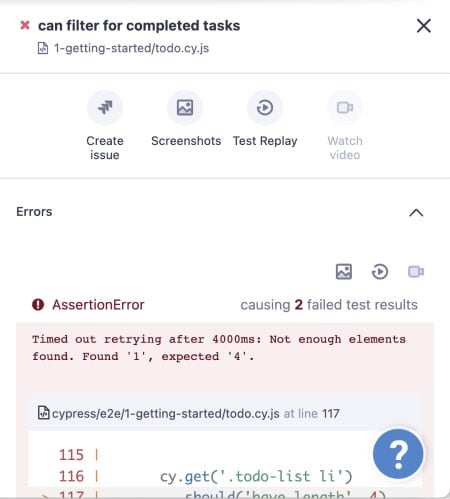 can filter for completed tasks
1-getting-started/todo.cy.js
Create issue
Screenshots
Test Replay
Watch video
Errors
AssertionError causing 2 failed test results
Timed out retrying after 4000ms: Not enough elements
found. Found '1', expected '4'.
cypress/e2e/1-getting-started/todo.cy.js at line 117
115 |
116 | cy.get('.todo-list li')
> 117 | .should('have.length', 4)
?